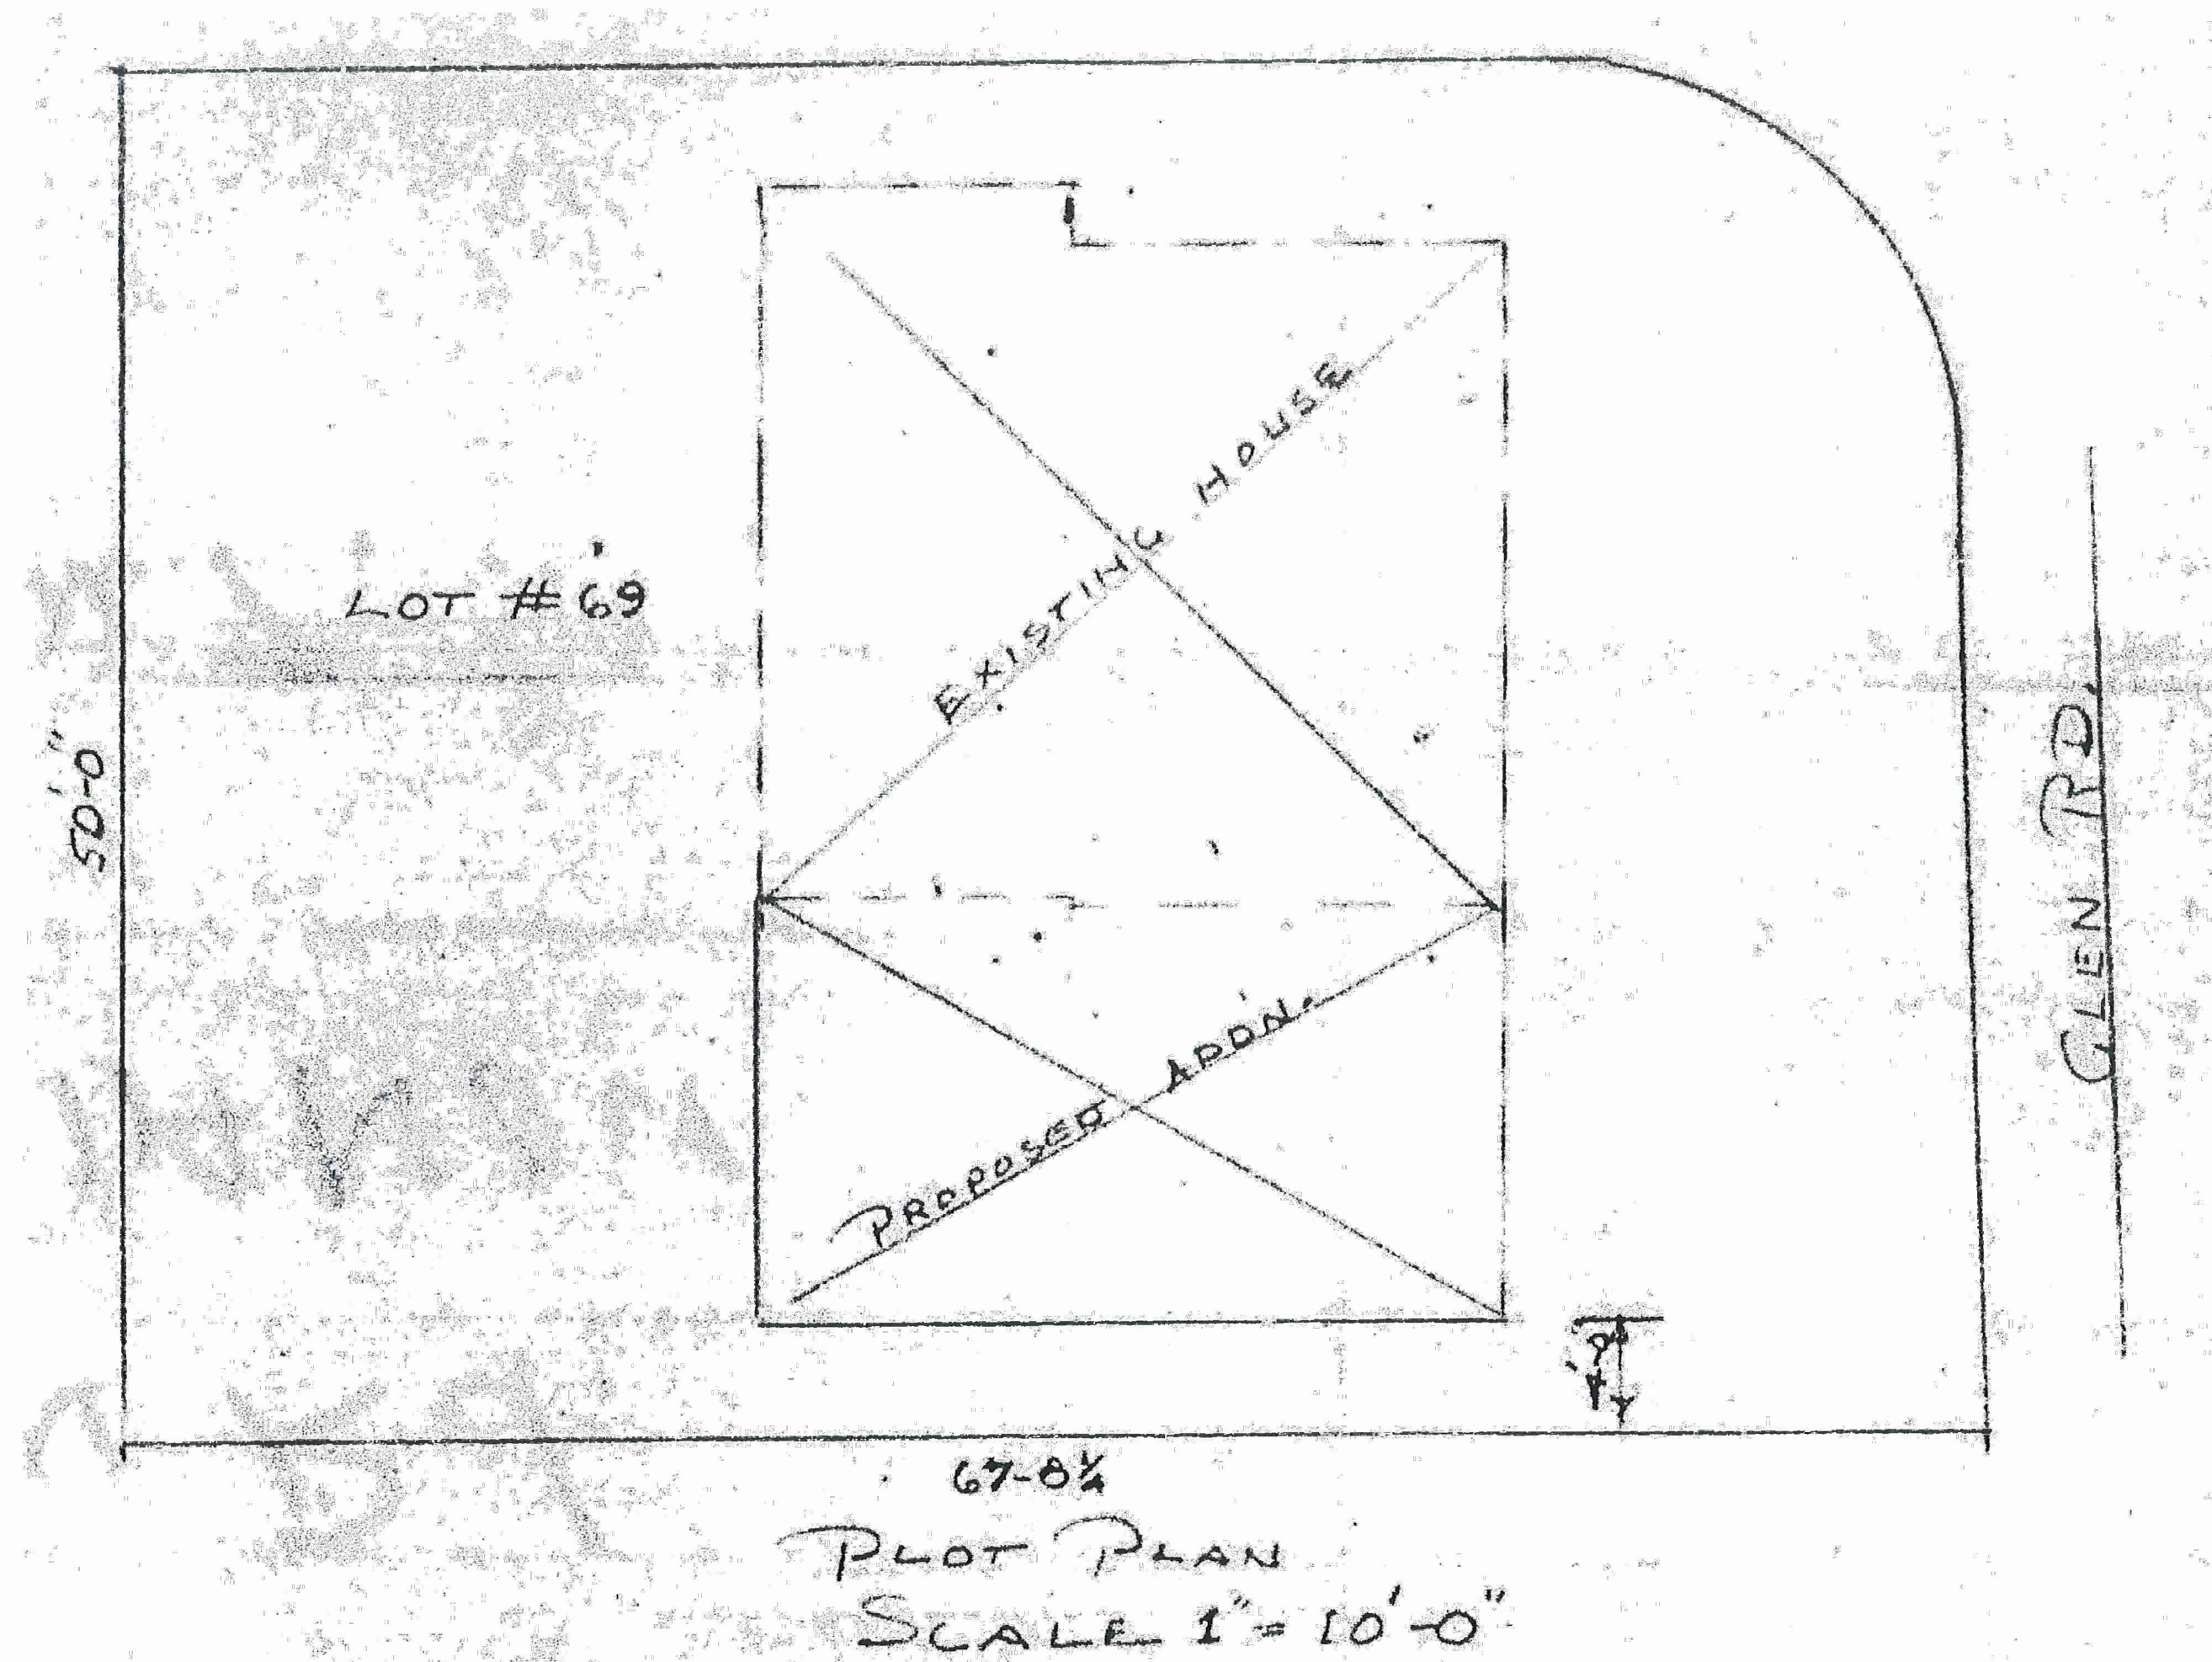 EXISTING HOUSE
LOT # 69
50'-0"
GLEN RD.
PROPOSED ADDN.
67-8¼
PLOT PLAN
SCALE 1" = 10'-0"